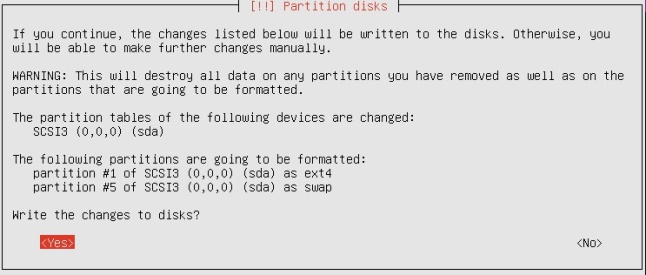 [!!] Partition disks
If you continue, the changes listed below will be written to the disks. Otherwise, you
will be able to make further changes manually.
WARNING: This will destroy all data on any partitions you have removed as well as on the
partitions that are going to be formatted.
The partition tables of the following devices are changed:
SCSI3 (0,0,0) (sda)
The following partitions are going to be formatted:
partition #1 of SCSI3 (0,0,0) (sda) as ext4
partition #5 of SCSI3 (0,0,0) (sda) as swap
Write the changes to disks?
<Yes> <No>